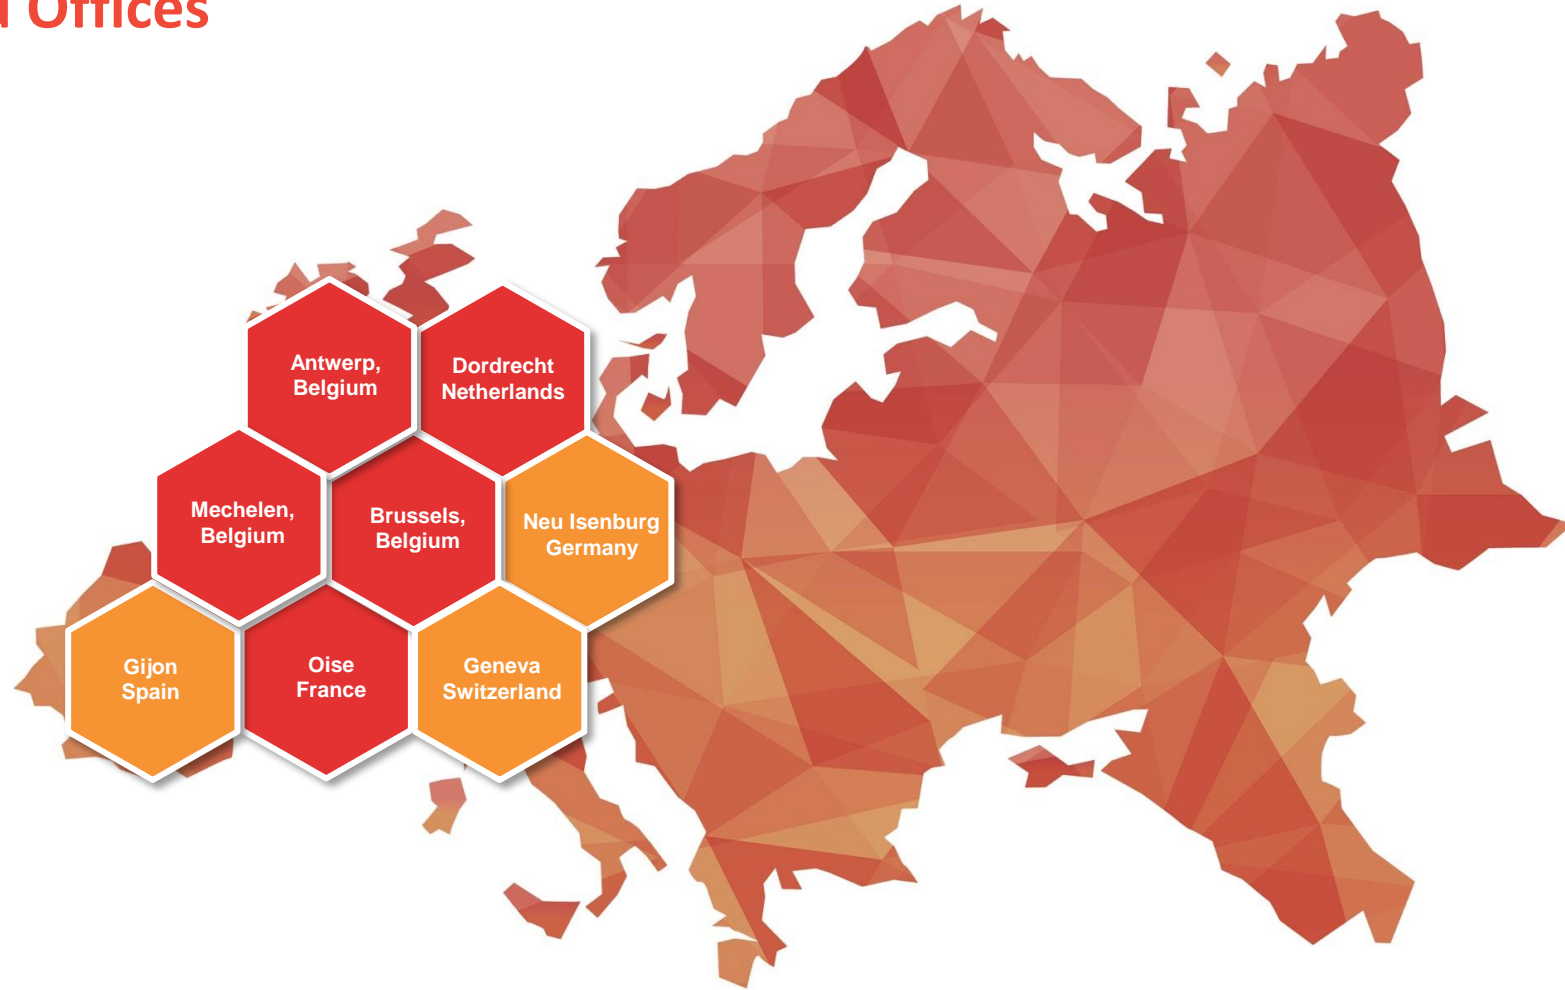 Offices
Antwerp,
Belgium
Dordrecht
Netherlands
Mechelen,
Belgium
Brussels,
Belgium
Neu Isenburg
Germany
Gijon
Spain
Oise
France
Geneva
Switzerland